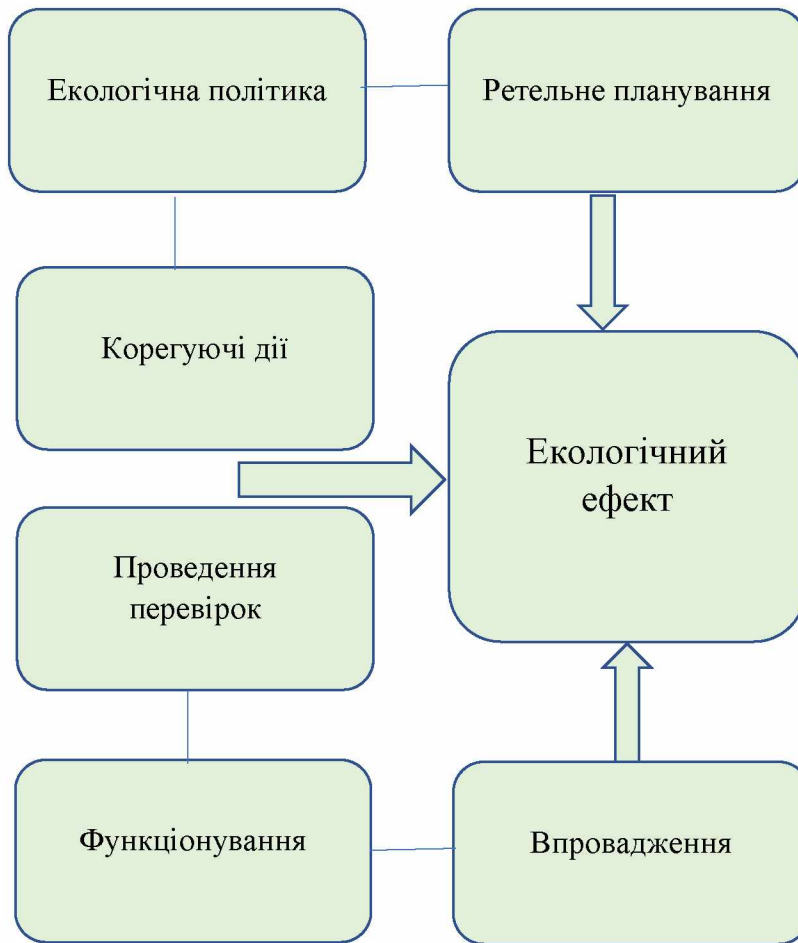 Екологічна політика
Ретельне планування
Корегуючі дії
Екологічний
ефект
Проведення
перевірок
Функціонування
Впровадження